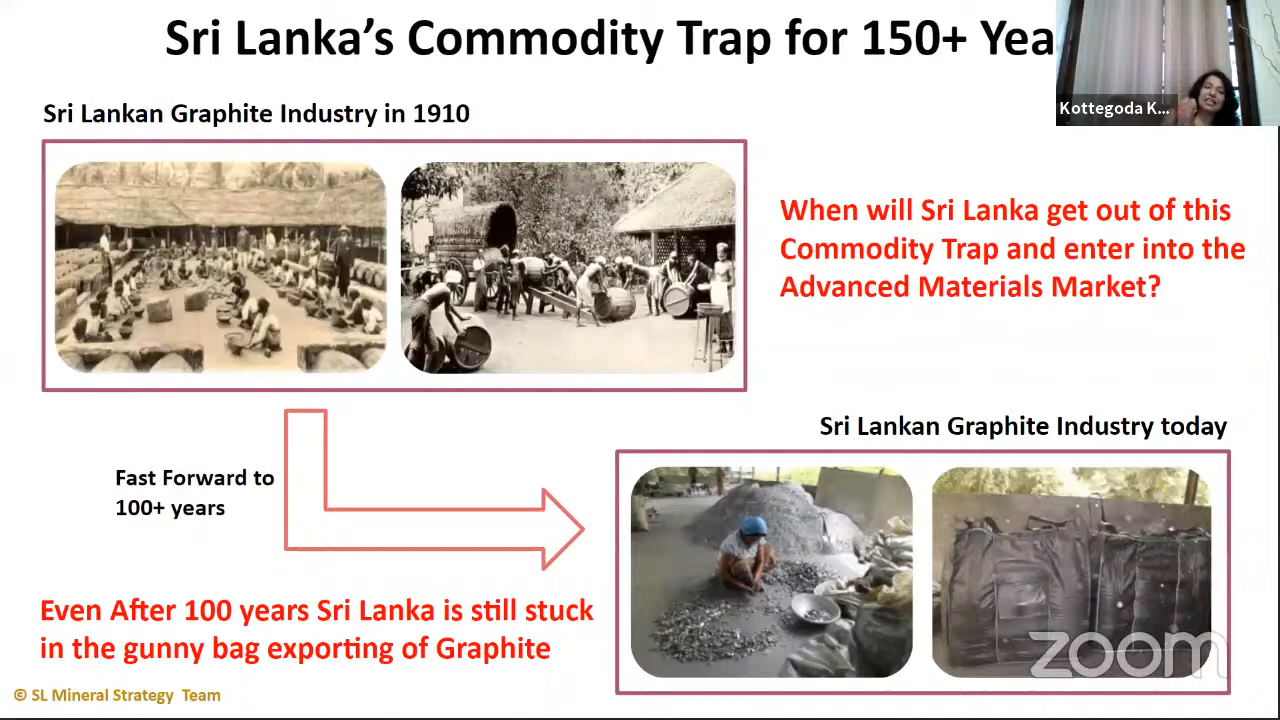 Sri Lanka's Commodity Trap for 150+ Yea
Kottegoda K...
Sri Lankan Graphite Industry in 1910
When will Sri Lanka get out of this
Commodity Trap and enter into the
Advanced Materials Market?
Sri Lankan Graphite Industry today
Fast Forward to
100+ years
Even After 100 years Sri Lanka is still stuck
in the gunny bag exporting of Graphite
zoom
© SL Mineral Strategy Team